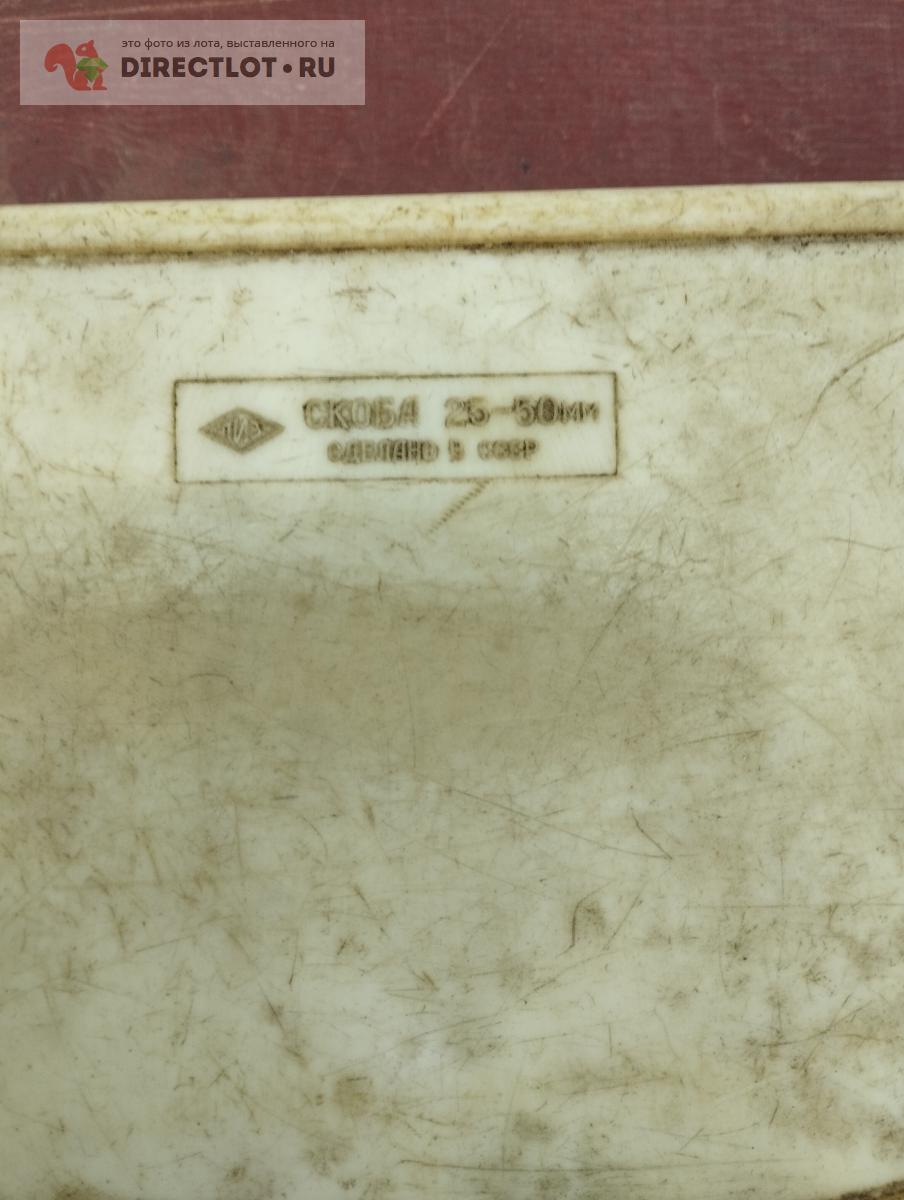 это фото из лота, выставленного на
DIRECTLOT.RU
СКОБА 25-50мм
СДЕЛАНО В СССР